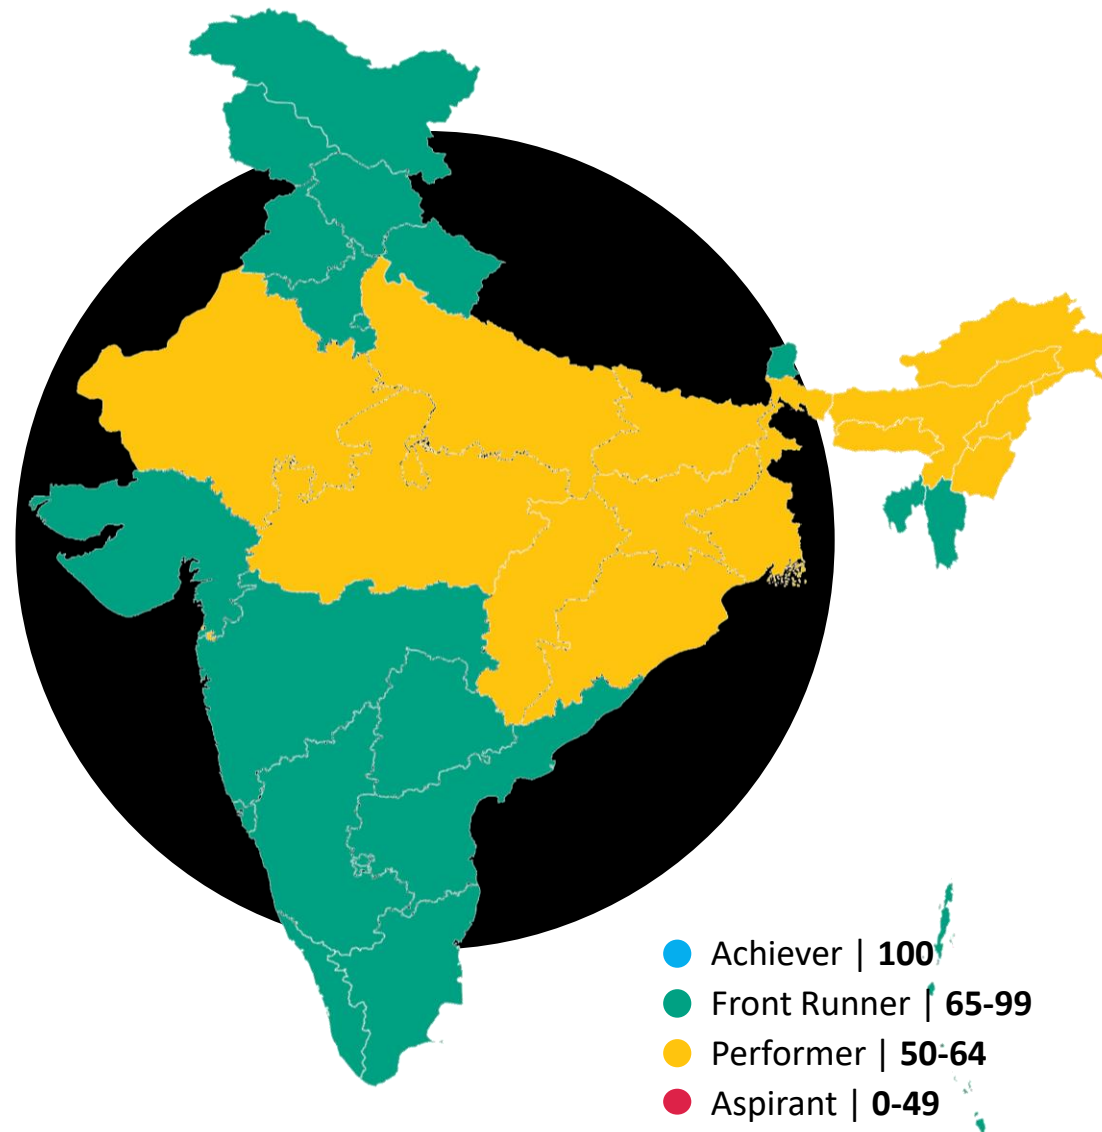 Achiever | 100
Front Runner | 65-99
Performer | 50-64
Aspirant | 0-49